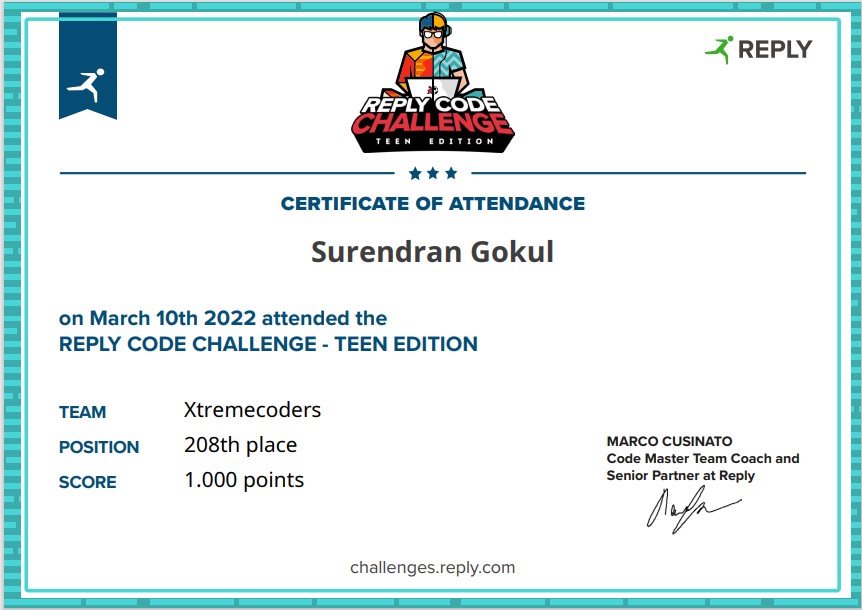 REPLY CODE
CHALLENGE
TEEN EDITION
REPLY
CERTIFICATE OF ATTENDANCE
Surendran Gokul
on March 10th 2022 attended the
REPLY CODE CHALLENGE - TEEN EDITION
TEAM Xtremecoders
POSITION 208th place
SCORE 1.000 points
MARCO CUSINATO
Code Master Team Coach and
Senior Partner at Reply
challenges.reply.com